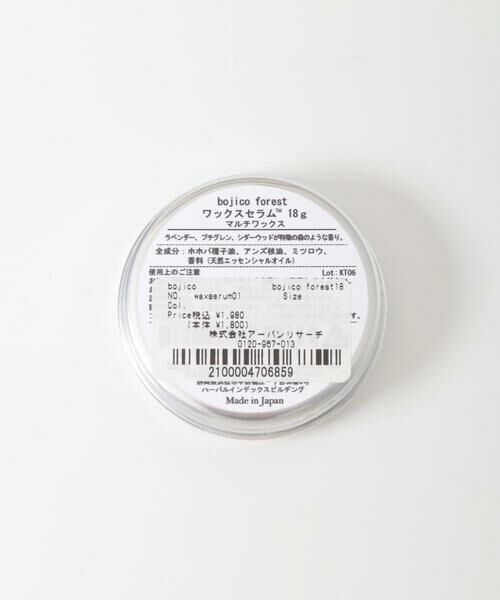 bojico forest
ワックスセラム™ 18g
マルチワックス
ラベンダー、プチグレン、シダーウッドが特徴の森のような香り。
全成分：ホホバ種子油、アンズ核油、ミツロウ、
香料（天然エッセンシャルオイル）
使用上のご注意 Lot: KT06
bojico bojico forest18
NO. waxserum01 Size
Col.
Price税込 ¥1,980
(本体 ¥1,800)
株式会社アーバンリサーチ
0120-967-013
2100004706859
ハーバルインデックスビルヂング
Made in Japan